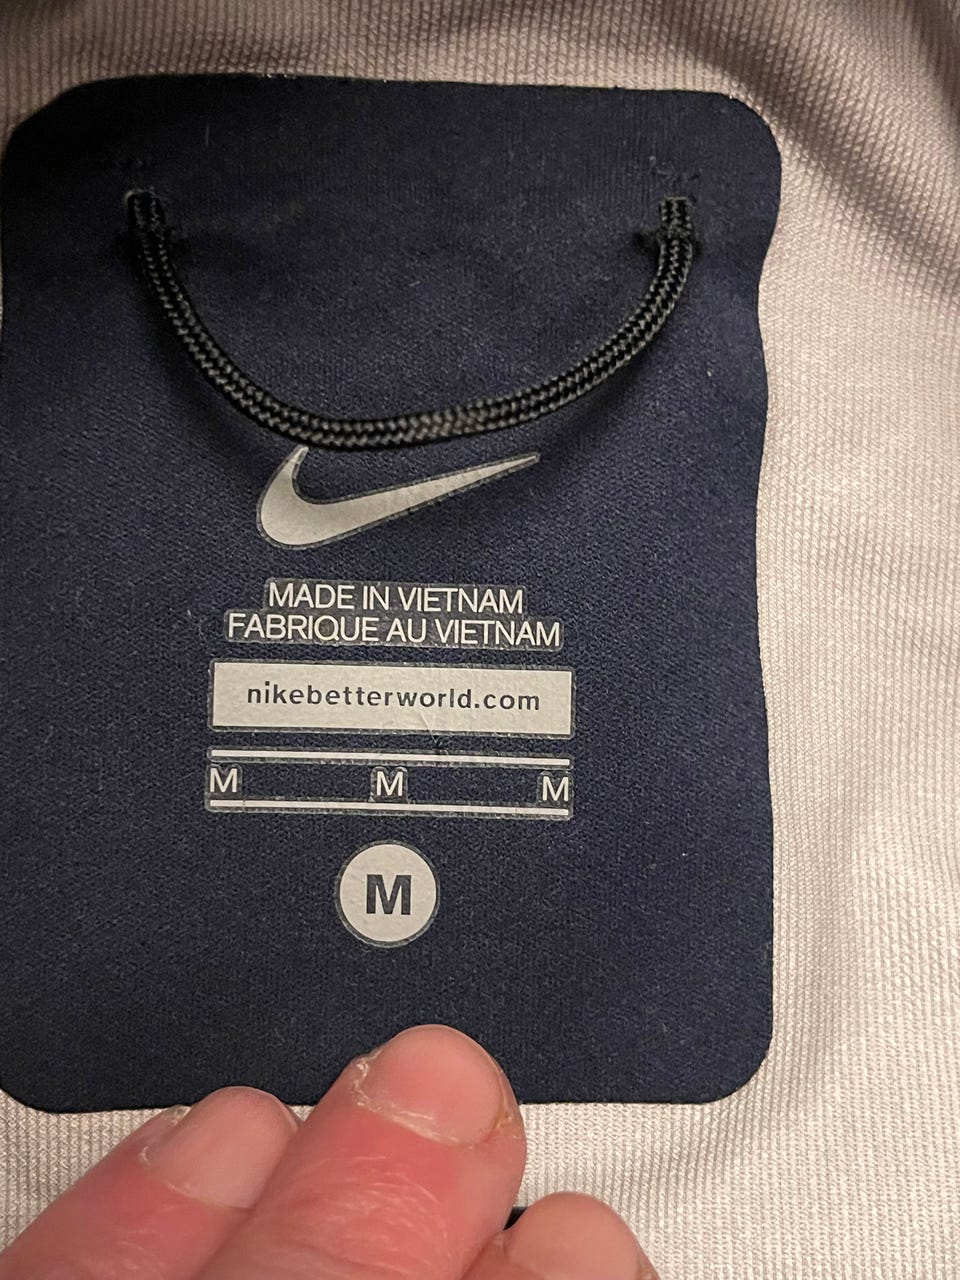 MADE IN VIETNAM
FABRIQUE AU VIETNAM
nikebetterworld.com
M M M
M